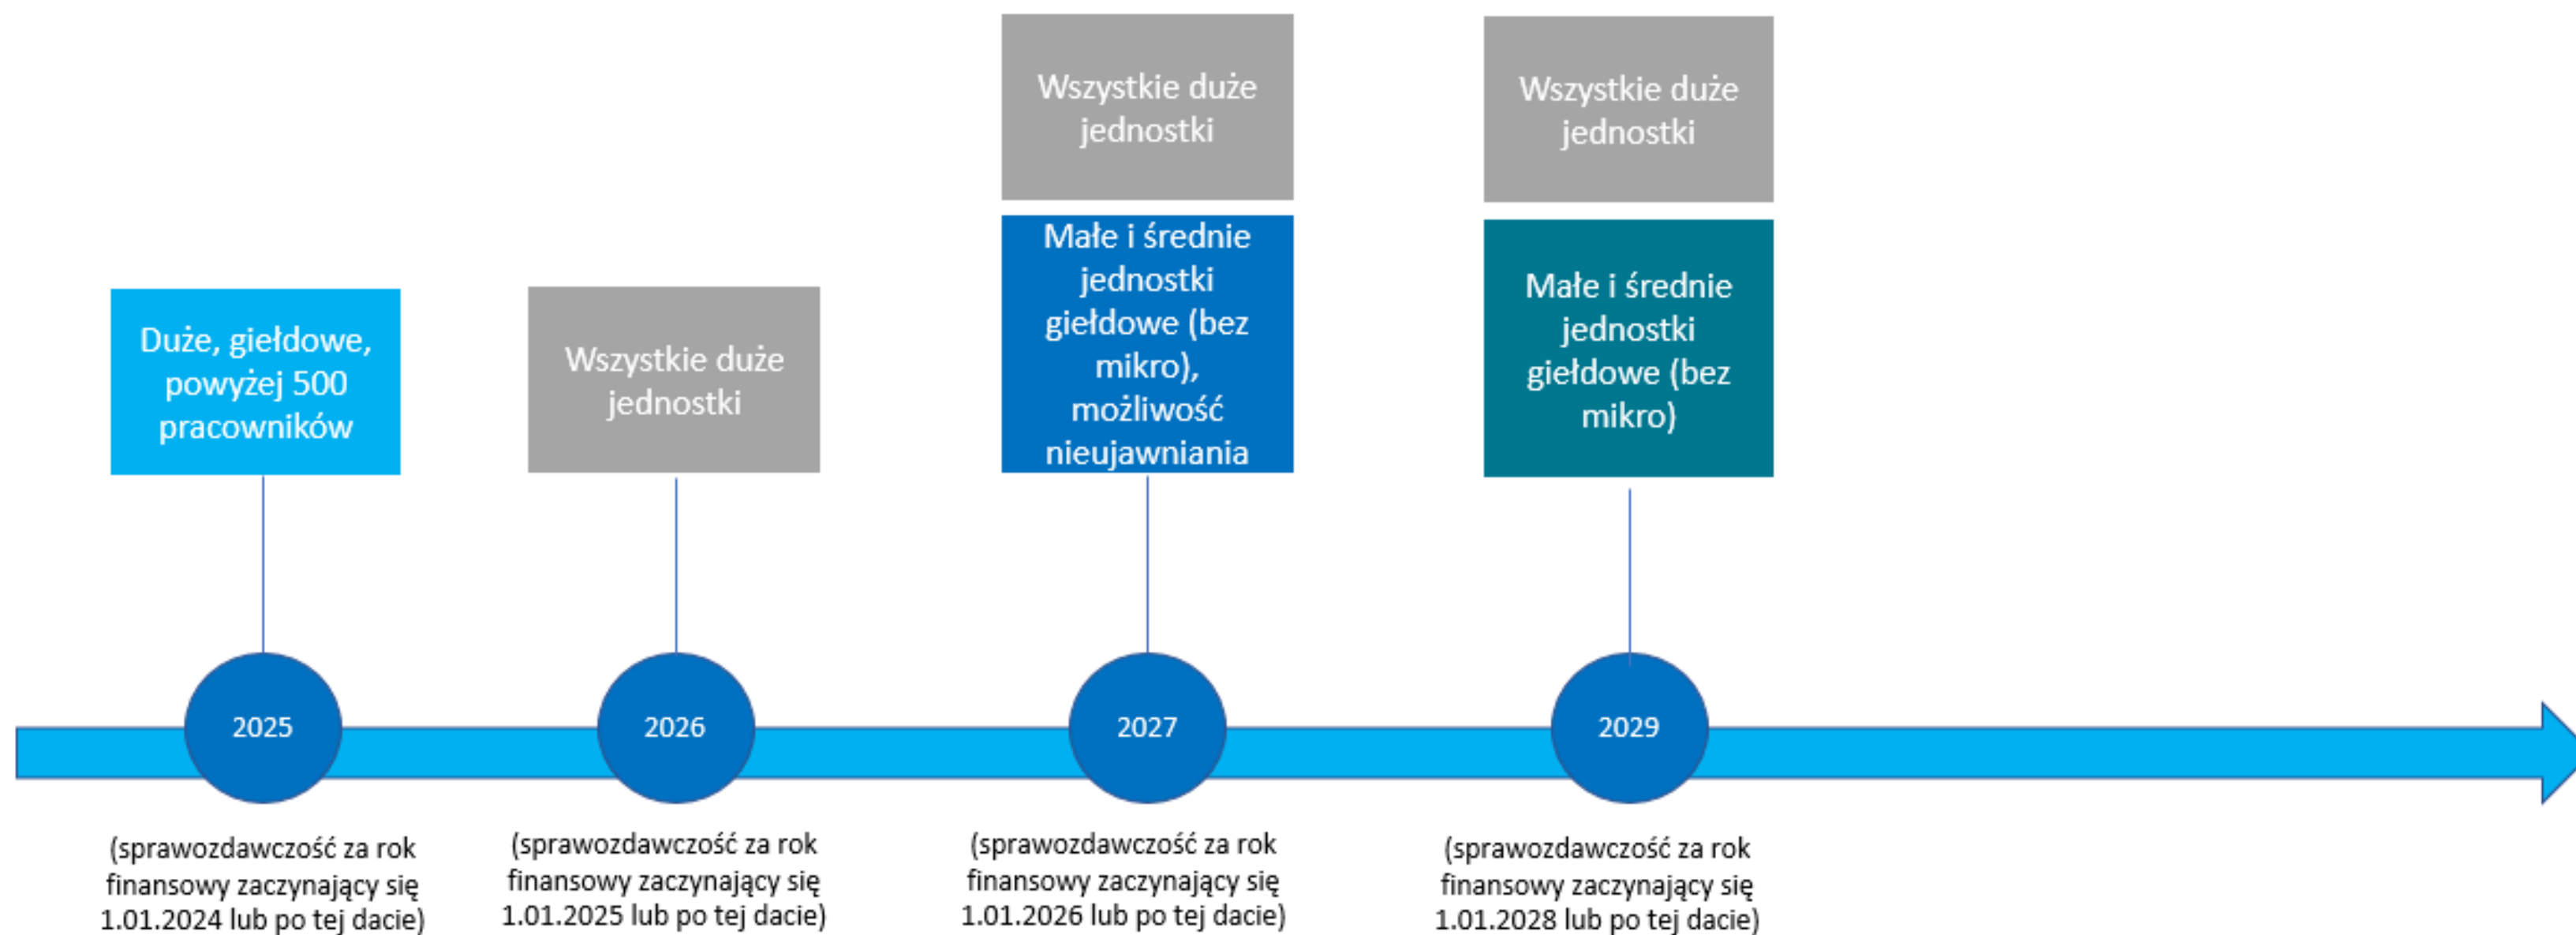 Duże, giełdowe,
powyżej 500
pracowników
Wszystkie duże
jednostki
Wszystkie duże
jednostki
Małe i średnie
jednostki
giełdowe (bez
mikro),
możliwość
nieujawniania
Wszystkie duże
jednostki
Małe i średnie
jednostki
giełdowe (bez
mikro)
2025
2026
2027
2029
(sprawozdawczość za rok
finansowy zaczynający się
1.01.2024 lub po tej dacie)
(sprawozdawczość za rok
finansowy zaczynający się
1.01.2025 lub po tej dacie)
(sprawozdawczość za rok
finansowy zaczynający się
1.01.2026 lub po tej dacie)
(sprawozdawczość za rok
finansowy zaczynający się
1.01.2028 lub po tej dacie)